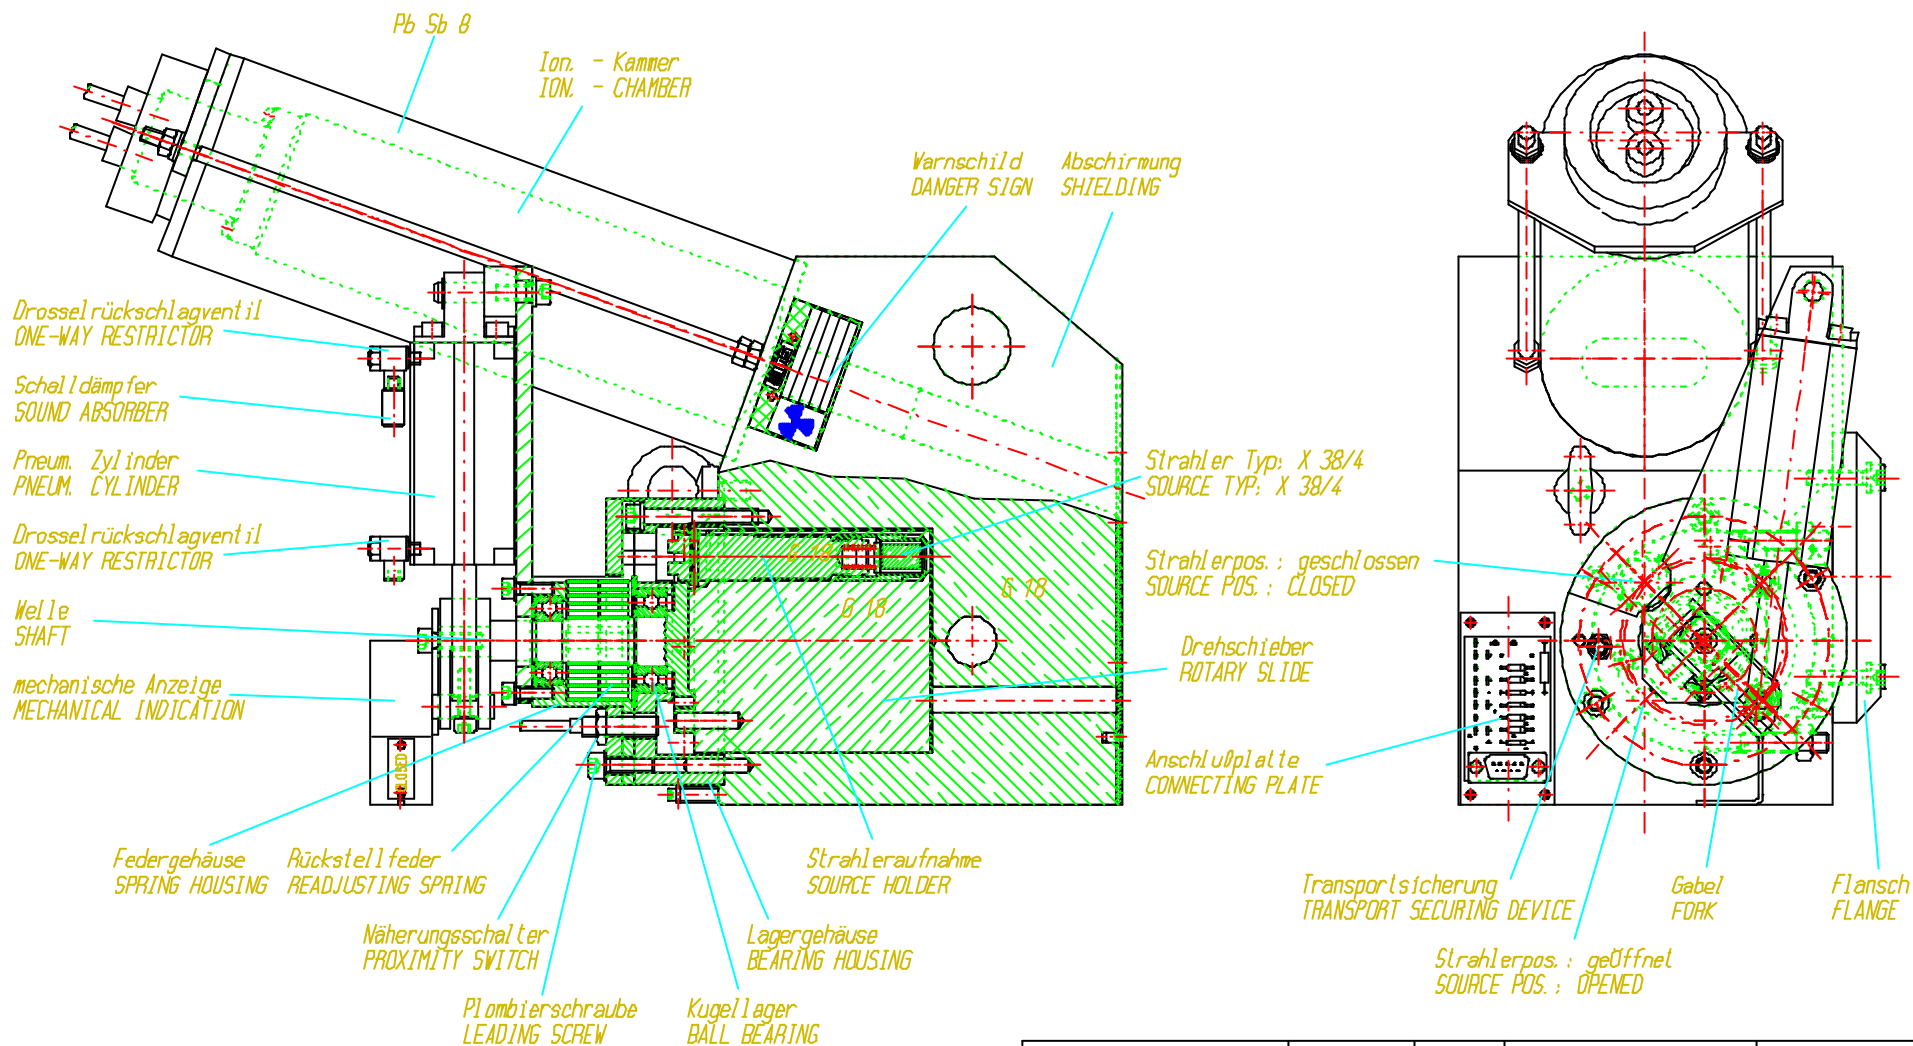 Pb Sb 8
Ion. - Kammer
ION. - CHAMBER
Warnschild
DANGER SIGN
Abschirmung
SHIELDING
Drosselrückschlagventil
ONE-WAY RESTRICTOR
Schalldämpfer
SOUND ABSORBER
Pneum. Zylinder
PNEUM. CYLINDER
Drosselrückschlagventil
ONE-WAY RESTRICTOR
Welle
SHAFT
mechanische Anzeige
MECHANICAL INDICATION
CLOSED
G 18
G 18
G 18
Strahler Typ: X 38/4
SOURCE TYP: X 38/4
Strahlerpos.: geschlossen
SOURCE POS.: CLOSED
Drehschieber
ROTARY SLIDE
Anschlußplatte
CONNECTING PLATE
Federgehäuse
SPRING HOUSING
Rückstellfeder
READJUSTING SPRING
Strahleraufnahme
SOURCE HOLDER
Näherungsschalter
PROXIMITY SWITCH
Lagergehäuse
BEARING HOUSING
Plombierschraube
LEADING SCREW
Kugellager
BALL BEARING
Transportsicherung
TRANSPORT SECURING DEVICE
Gabel
FORK
Flansch
FLANGE
Strahlerpos.: geÖffnet
SOURCE POS.: OPENED